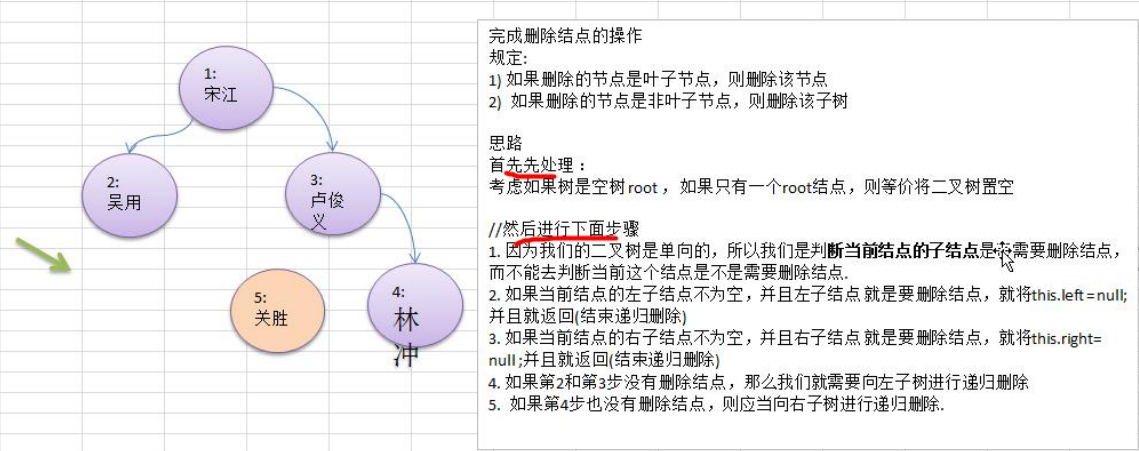 1:
宋江
2:
吴用
3:
卢俊
义
5:
关胜
4:
林
冲
完成删除结点的操作
规定:
1) 如果删除的节点是叶子节点，则删除该节点
2) 如果删除的节点是非叶子节点，则删除该子树
思路
首先先处理：
考虑如果树是空树root，如果只有一个root结点，则等价将二叉树置空
//然后进行下面步骤
1. 因为我们的二叉树是单向的，所以我们是判断当前结点的子结点是 需要删除结点，
而不能去判断当前这个结点是不是需要删除结点.
2. 如果当前结点的左子结点不为空，并且左子结点 就是要删除结点，就将this.left=null;
并且就返回(结束递归删除)
3. 如果当前结点的右子结点不为空，并且右子结点 就是要删除结点，就将this.right=
null ;并且就返回(结束递归删除)
4. 如果第2和第3步没有删除结点，那么我们就需要向左子树进行递归删除
5. 如果第4步也没有删除结点，则应当向右子树进行递归删除.